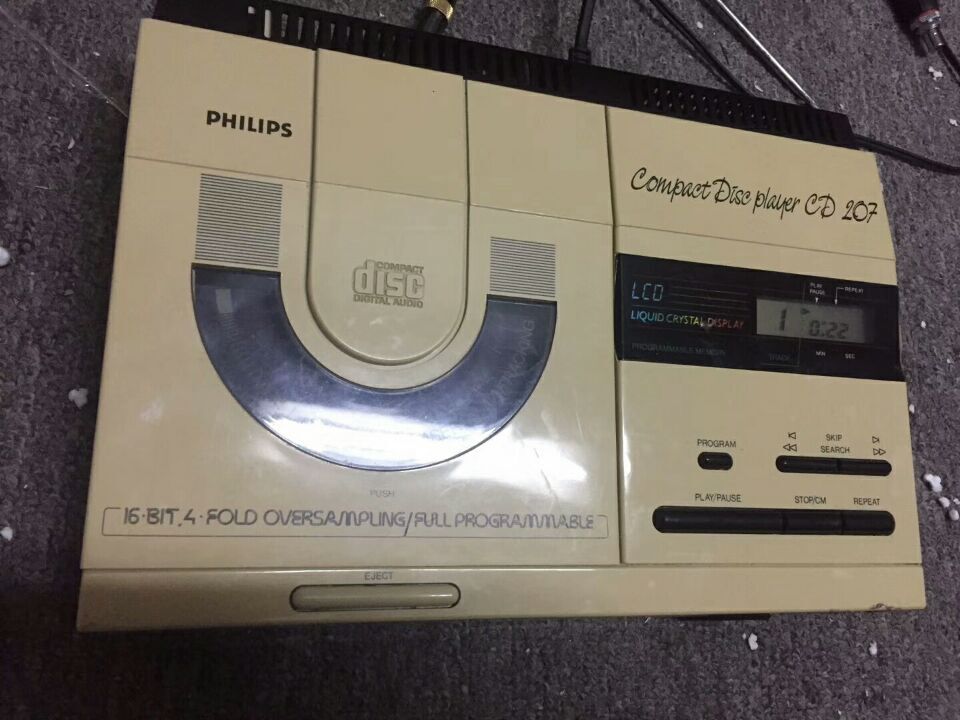 PHILIPS
Compact Disc player CD 207
COMPACT
disc
DIGITAL AUDIO
PLAY
PAUSE
REPEAT
LCD
LIQUID CRYSTAL DISPLAY
1 0:22
PROGRAMMABLE MEMORY
TRACK
MIN SEC
PROGRAM
SKIP
SEARCH
PLAY/PAUSE STOP/CM REPEAT
PUSH
16·BIT, 4·FOLD OVERSAMPLING/FULL PROGRAMMABLE
EJECT